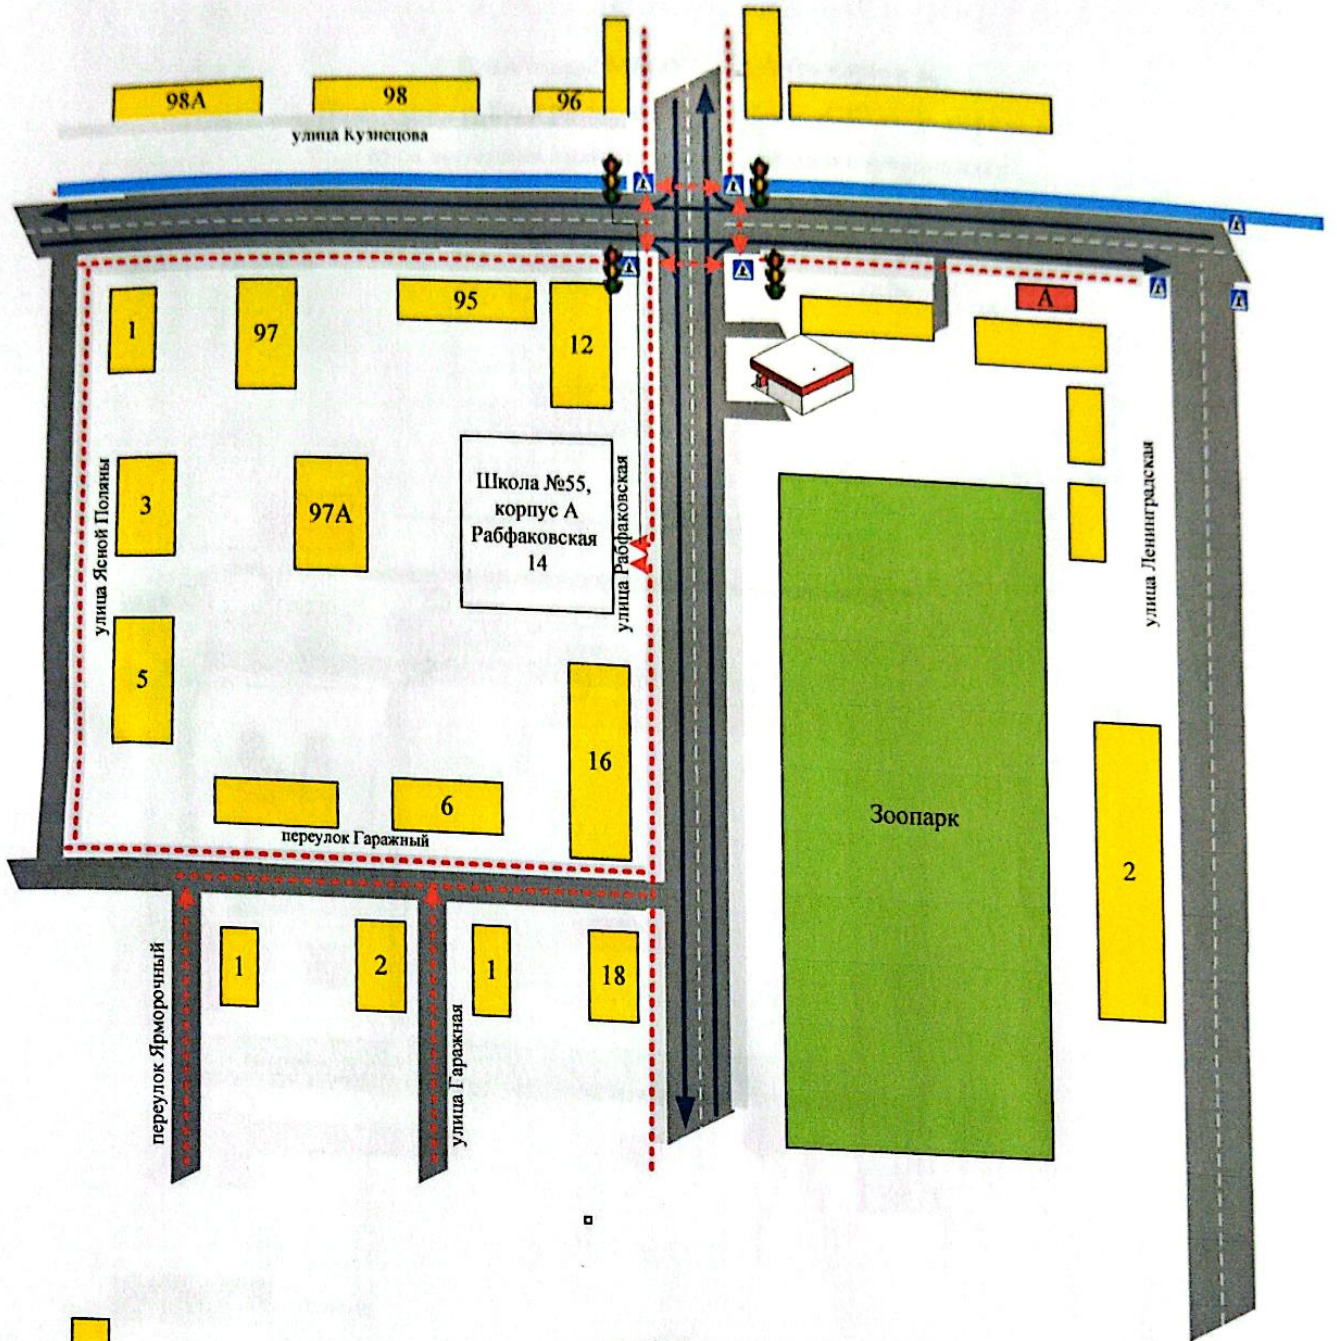 98А
98
96
улица Кузнецова
1
97
95
12
А
3
97А
Школа №55,
корпус А
Рабфаковская
14
улица Рабфаковская
улица Ясной Поляны
улица Ленинградская
5
16
6
переулок Гаражный
Зоопарк
2
1
2
1
18
переулок Ярморочный
улица Гаражная